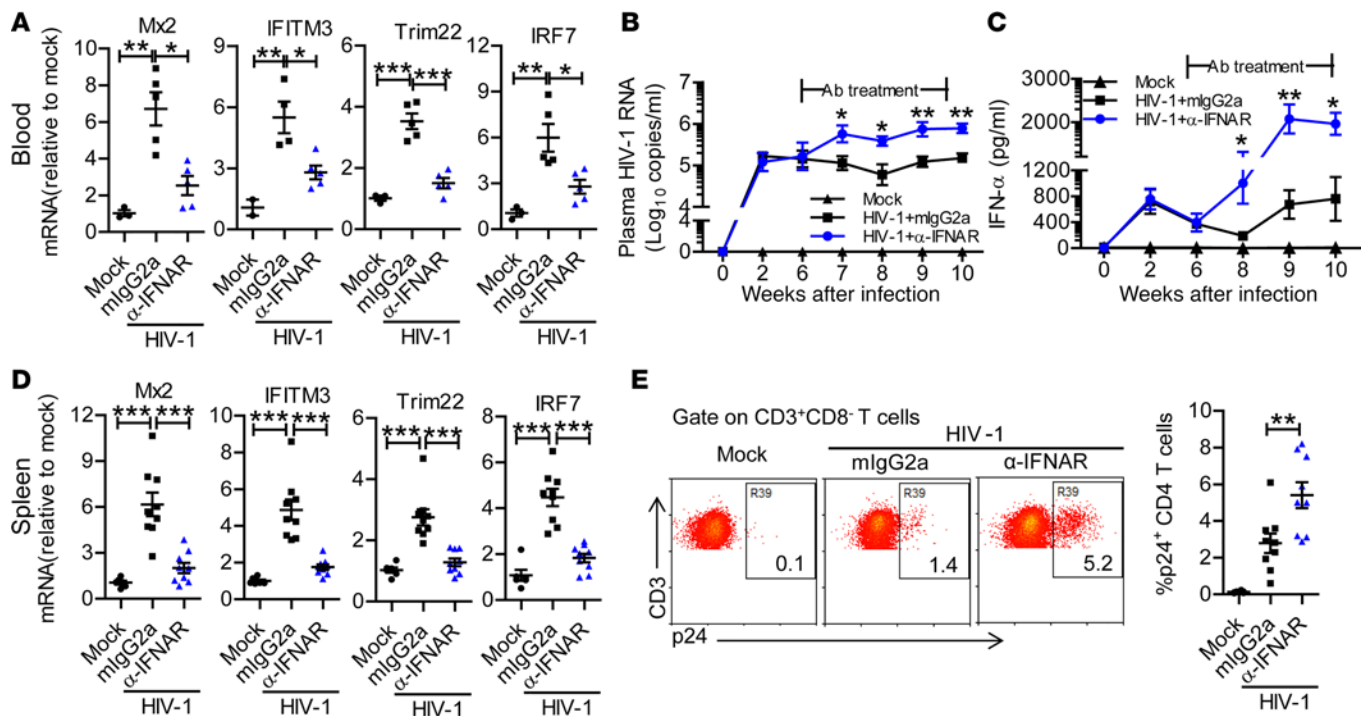 A
Blood
mRNA(relative to mock)
Mx2
10
8
6
4
2
0
**
*
Mock
mIgG2a
α-IFNAR
HIV-1
IFITM3
9
6
3
0
**
*
Mock
mIgG2a
α-IFNAR
HIV-1
Trim22
6
4
2
0
***
***
Mock
mIgG2a
α-IFNAR
HIV-1
IRF7
12
9
6
3
0
**
*
Mock
mIgG2a
α-IFNAR
HIV-1
B
Plasma HIV-1 RNA
(Log10 copies/ml)
7
6
5
4
4
2
0
Ab treatment
*
*
**
**
Mock
HIV-1+mIgG2a
HIV-1+α-IFNAR
0 2 6 7 8 9 10
Weeks after infection
C
IFN-α (pg/ml)
3000
2000
1200
1200
800
400
0
Ab treatment
Mock
HIV-1+mIgG2a
HIV-1+α-IFNAR
*
**
*
0 2 6 8 9 10
Weeks after infection
D
Spleen
mRNA(relative to mock)
Mx2
12
9
6
3
0
***
***
Mock
mIgG2a
α-IFNAR
HIV-1
IFITM3
10
8
6
4
2
0
***
***
Mock
mIgG2a
α-IFNAR
HIV-1
Trim22
6
4
2
0
***
***
Mock
mIgG2a
α-IFNAR
HIV-1
IRF7
8
6
4
2
0
***
***
Mock
mIgG2a
α-IFNAR
HIV-1
E
Gate on CD3+CD8- T cells
HIV-1
Mock
mIgG2a
α-IFNAR
R39
0.1
R39
1.4
R39
5.2
CD3
p24
%p24+ CD4 T cells
10
8
6
4
2
0
**
Mock
mIgG2a
α-IFNAR
HIV-1